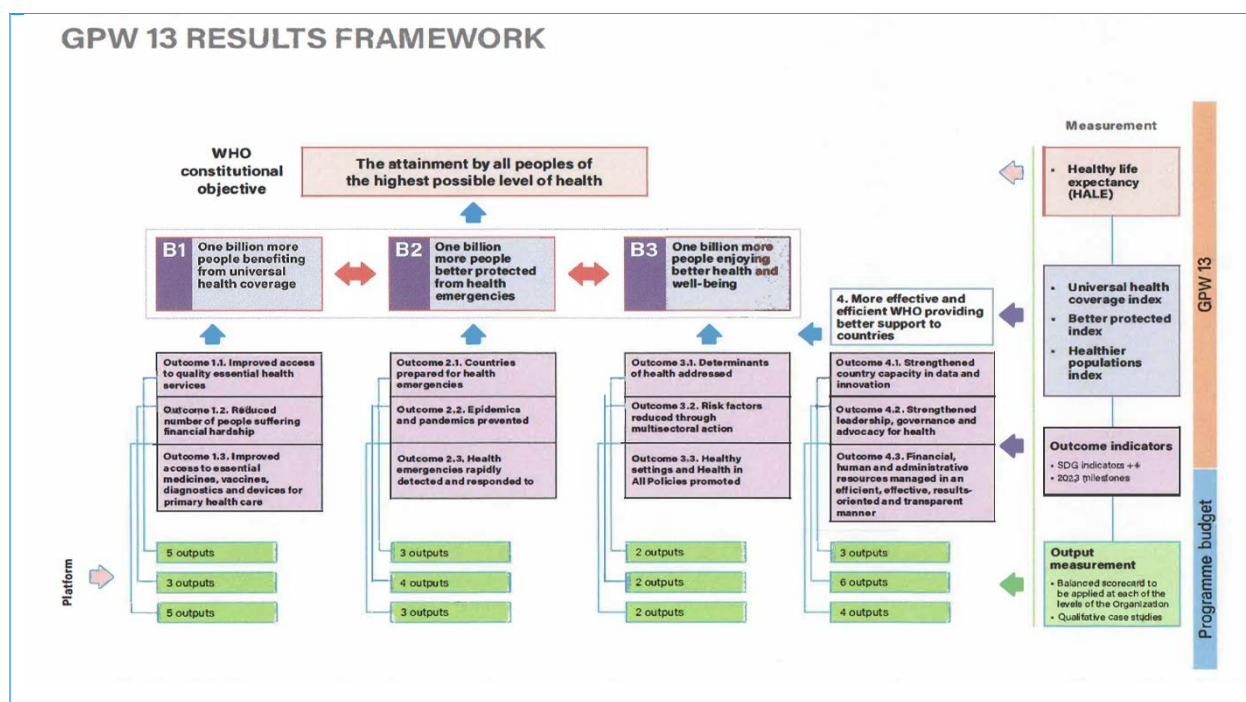 GPW 13 RESULTS FRAMEWORK
WHO
constitutional
objective
The attainment by all peoples of
the highest possible level of health
B1
One billion more
people benefiting
from universal
health coverage
B2
One billion
more people
better protected
from health
emergencies
B3
One billion more
people enjoying
better health and
well-being
4. More effective and
efficient WHO providing
better support to
countries
Outcome 1.1. Improved access
to quality essential health
services
Outcome 1.2. Reduced
number of people suffering
financial hardship
Outcome 1.3. Improved
access to essential
medicines, vaccines,
diagnostics and devices for
primary health care
Outcome 2.1. Countries
prepared for health
emergencies
Outcome 2.2. Epidemics
and pandemics prevented
Outcome 2.3. Health
emergencies rapidly
detected and responded to
Outcome 3.1. Determinants
of health addressed
Outcome 3.2. Risk factors
reduced through
multisectoral action
Outcome 3.3. Healthy
settings and Health in
All Policies promoted
Outcome 4.1. Strengthened
country capacity in data and
innovation
Outcome 4.2. Strengthened
leadership, governance and
advocacy for health
Outcome 4.3. Financial,
human and administrative
resources managed in an
efficient, effective, results-
oriented and transparent
manner
Platform
5 outputs
3 outputs
5 outputs
3 outputs
4 outputs
3 outputs
2 outputs
2 outputs
2 outputs
3 outputs
6 outputs
4 outputs
Measurement
• Healthy life
expectancy
(HALE)
• Universal health
coverage index
• Better protected
index
• Healthier
populations
index
Outcome indicators
• SDG indicators ++
• 2023 milestones
Output
measurement
• Balanced scorecard to
be applied at each of the
levels of the Organization
• Qualitative case studies
GPW 13
Programme budget